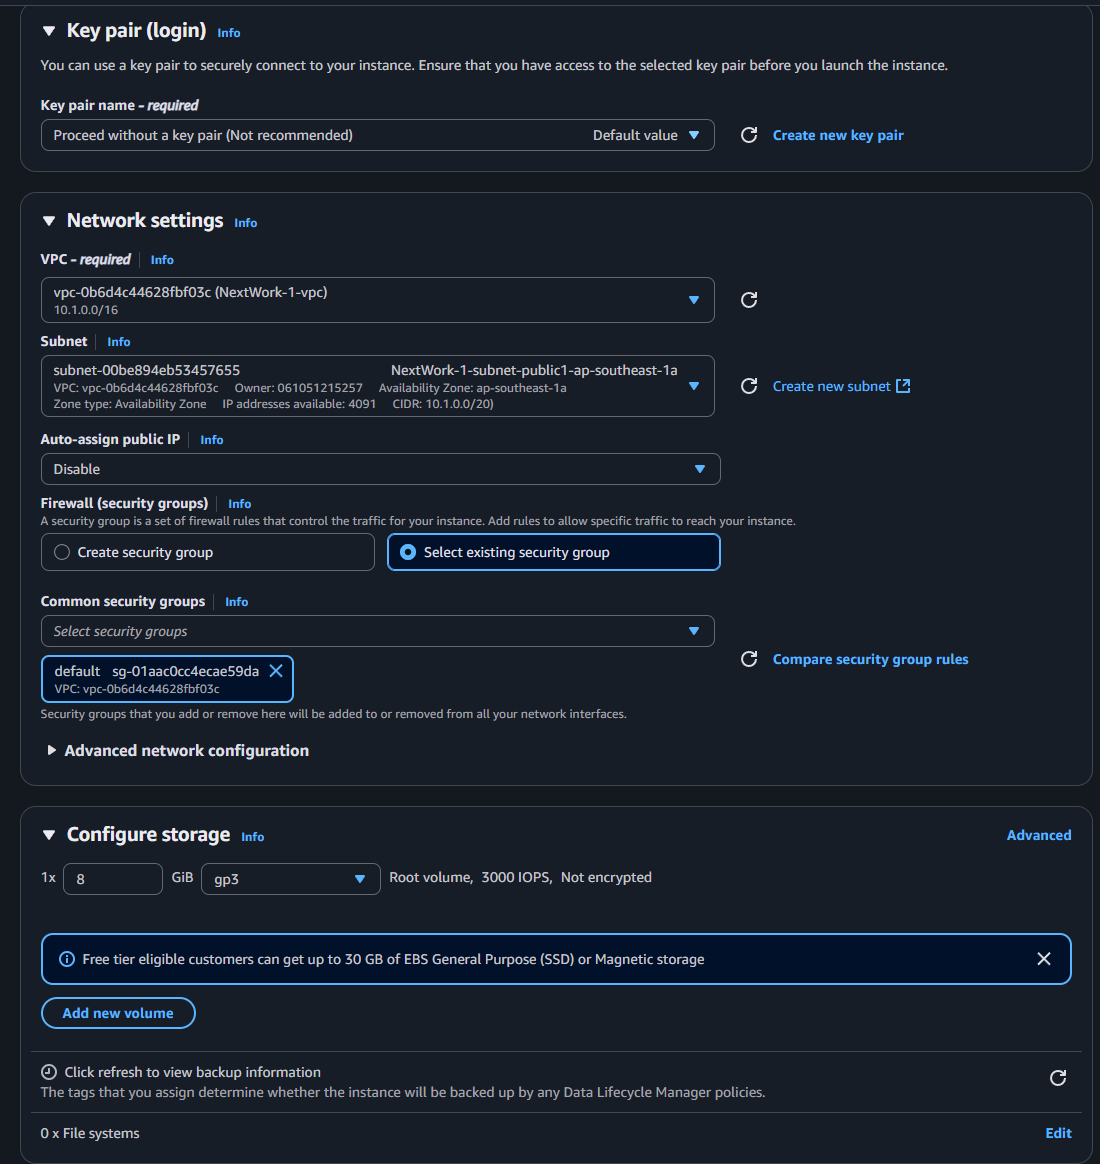 Key pair (login) Info
You can use a key pair to securely connect to your instance. Ensure that you have access to the selected key pair before you launch the instance.
Key pair name - required
Proceed without a key pair (Not recommended) Default value
Create new key pair
Network settings Info
VPC - required Info
vpc-0b6d4c44628fbf03c (NextWork-1-vpc)
10.1.0.0/16
Subnet Info
subnet-00be894eb53457655 NextWork-1-subnet-public1-ap-southeast-1a
VPC: vpc-0b6d4c44628fbf03c Owner: 061051215257 Availability Zone: ap-southeast-1a
Zone type: Availability Zone IP addresses available: 4091 CIDR: 10.1.0.0/20)
Create new subnet
Auto-assign public IP Info
Disable
Firewall (security groups) Info
A security group is a set of firewall rules that control the traffic for your instance. Add rules to allow specific traffic to reach your instance.
Create security group
Select existing security group
Common security groups Info
Select security groups
default sg-01aac0cc4ecae59da
VPC: vpc-0b6d4c44628fbf03c
Compare security group rules
Security groups that you add or remove here will be added to or removed from all your network interfaces.
Advanced network configuration
Configure storage Info
Advanced
1x 8 GiB gp3 Root volume, 3000 IOPS, Not encrypted
Free tier eligible customers can get up to 30 GB of EBS General Purpose (SSD) or Magnetic storage
Add new volume
Click refresh to view backup information
The tags that you assign determine whether the instance will be backed up by any Data Lifecycle Manager policies.
0 x File systems
Edit